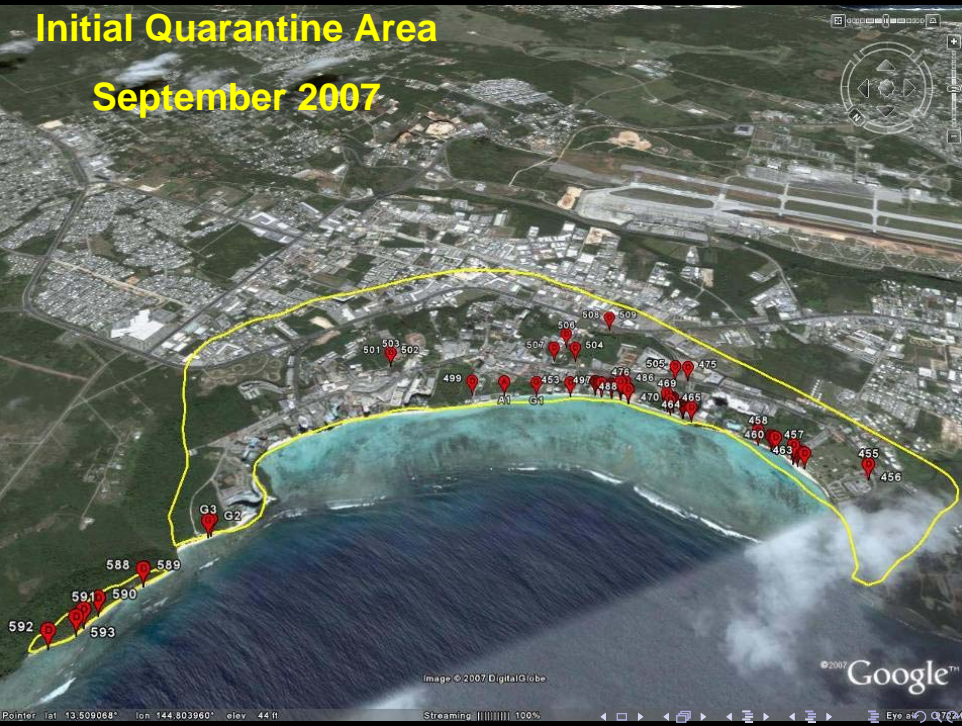 Initial Quarantine Area
September 2007
N
508 509
506
507 504
503
501 502
505 475
499 A1 G1 453 497 488 476 486
469
470 464 465
458
460 457
463
455
456
G3 G2
588 589
591 590
592 593
Image © 2007 DigitalGlobe
©2007 Google™
Pointer lat 13.509068° lon 144.803960° elev 44 ft Streaming |||||||||| 100% Eye alt